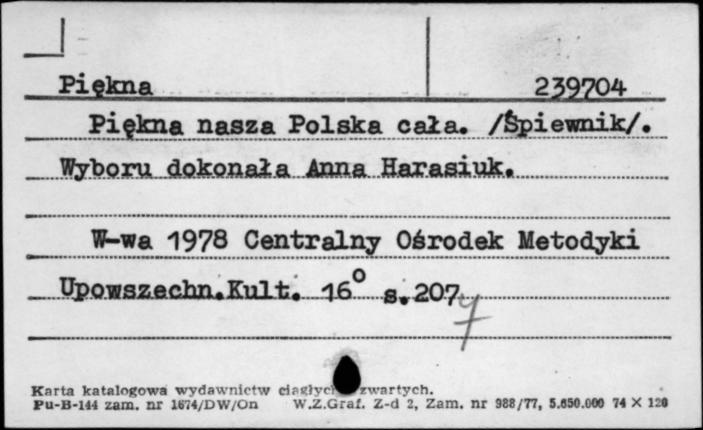 Piękna 239704
Piękna nasza Polska cała. /Śpiewnik/.
Wyboru dokonała Anna Harasiuk.
W-wa 1978 Centralny Ośrodek Metodyki
Upowszechn.Kult. 16° s.207
Karta katalogowa wydawnictw zwartych.
Pu-B-144 zam. nr 1674/DW/On W.Z.Graf. Z-d 2, Zam. nr 988/77, 5.650.000 74 X 120